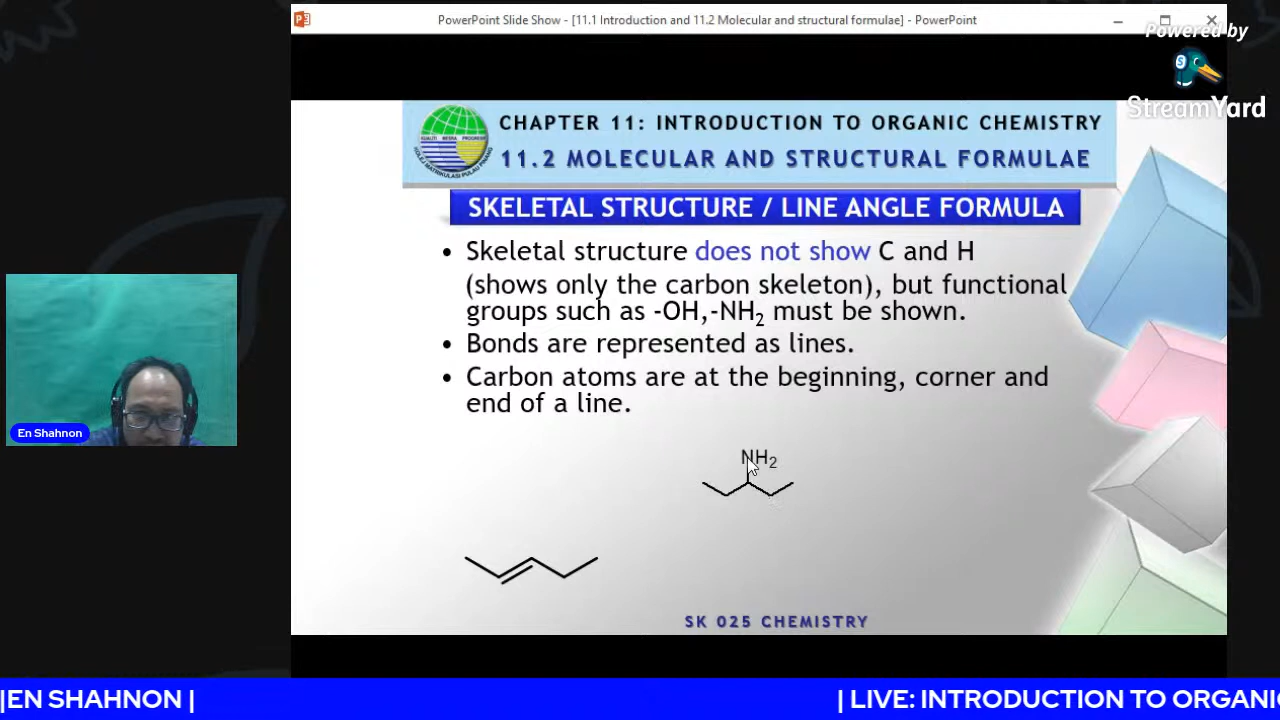 PowerPoint Slide Show - [11.1 Introduction and 11.2 Molecular and structural formulae] - PowerPoint
Powered by
StreamYard
CHAPTER 11: INTRODUCTION TO ORGANIC CHEMISTRY
11.2 MOLECULAR AND STRUCTURAL FORMULAE
SKELETAL STRUCTURE / LINE ANGLE FORMULA
• Skeletal structure does not show C and H
(shows only the carbon skeleton), but functional
groups such as -OH,-NH₂ must be shown.
• Bonds are represented as lines.
• Carbon atoms are at the beginning, corner and
end of a line.
NH₂
En Shahnon
SK 025 CHEMISTRY
|EN SHAHNON |
| LIVE: INTRODUCTION TO ORGANIC